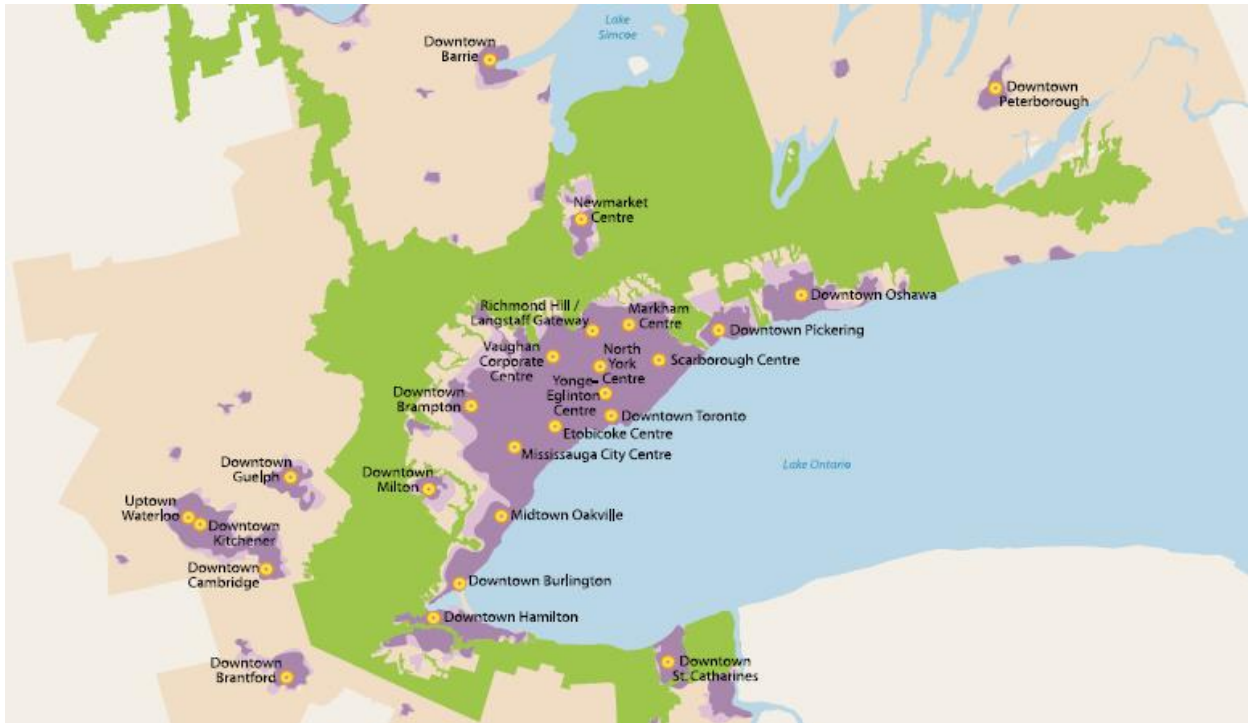 Lake
Simcoe
Downtown
Barrie
Downtown
Peterborough
Newmarket
Centre
Downtown Oshawa
Richmond Hill /
Langstaff Gateway
Markham
Centre
Downtown Pickering
Vaughan
Corporate
Centre
North
York
Centre
Scarborough Centre
Yonge-
Eglinton
Centre
Downtown
Brampton
Downtown Toronto
Etobicoke Centre
Mississauga City Centre
Lake Ontario
Downtown
Guelph
Downtown
Milton
Uptown
Waterloo
Downtown
Kitchener
Midtown Oakville
Downtown
Cambridge
Downtown Burlington
Downtown Hamilton
Downtown
Brantford
Downtown
St. Catharines